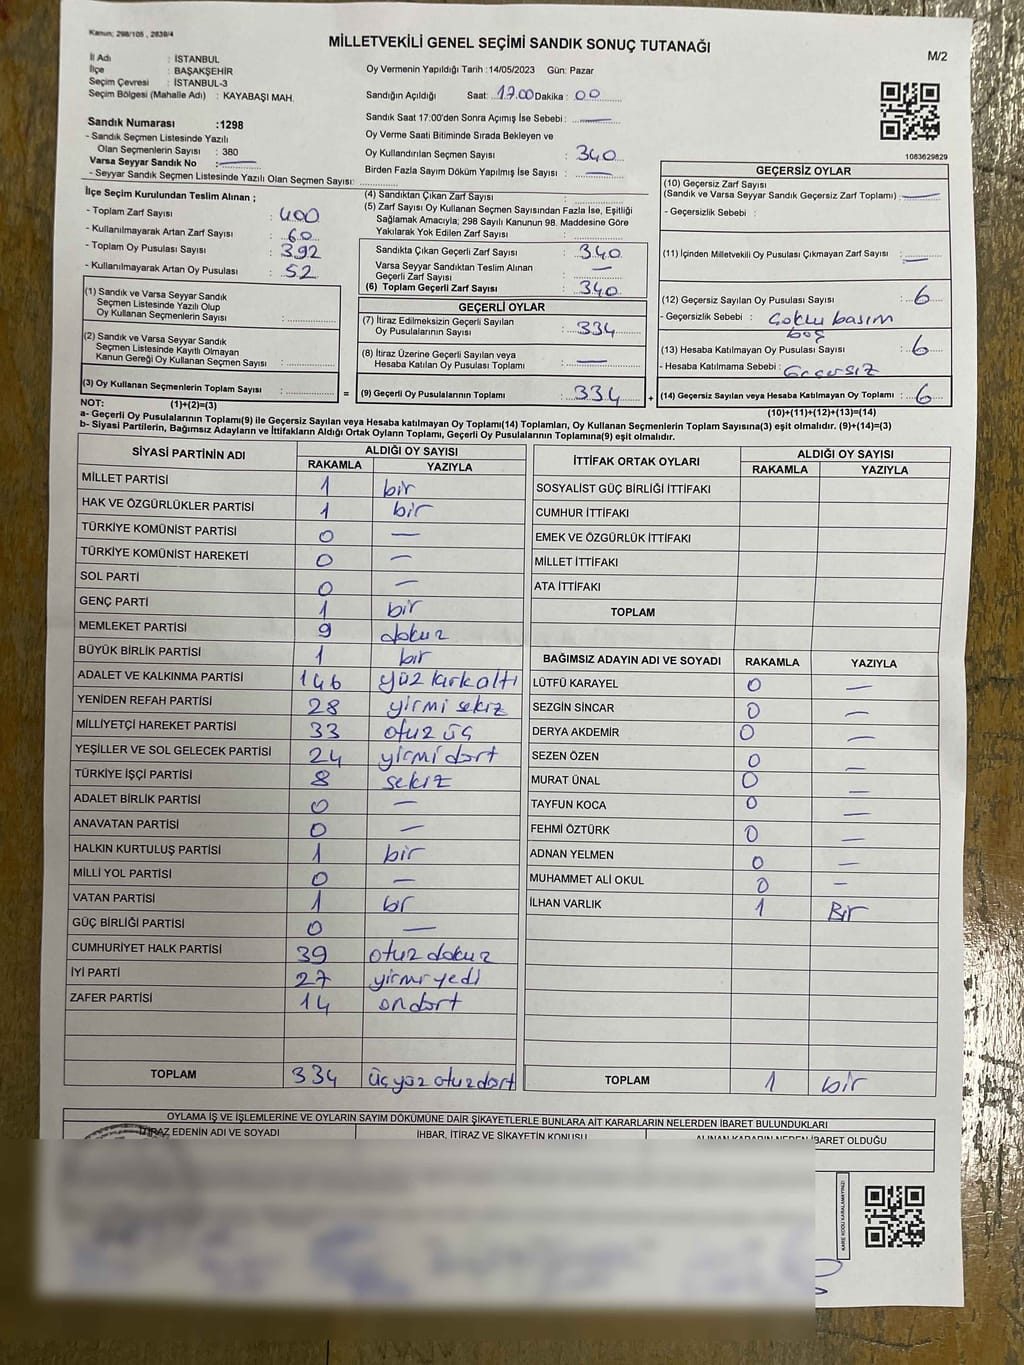 Kanun; 298/105 , 2839/4
MİLLETVEKİLİ GENEL SEÇİMİ SANDIK SONUÇ TUTANAĞI
M/2
İl Adı : İSTANBUL
İlçe : BAŞAKŞEHİR
Seçim Çevresi : İSTANBUL-3
Seçim Bölgesi (Mahalle Adı) : KAYABAŞI MAH.
Sandık Numarası :1298
- Sandık Seçmen Listesinde Yazılı
Olan Seçmenlerin Sayısı : 380
Varsa Seyyar Sandık No : —
- Seyyar Sandık Seçmen Listesinde Yazılı Olan Seçmen Sayısı:
Oy Vermenin Yapıldığı Tarih :14/05/2023 Gün: Pazar
Sandığın Açıldığı Saat: 17.00 Dakika : 00
Sandık Saat 17:00'den Sonra Açımış İse Sebebi : —
Oy Verme Saati Bitiminde Sırada Bekleyen ve
Oy Kullandırılan Seçmen Sayısı : 340
Birden Fazla Sayım Döküm Yapılmış İse Sayısı : —
1083629829
İlçe Seçim Kurulundan Teslim Alınan ;
- Toplam Zarf Sayısı : 400
- Kullanılmayarak Artan Zarf Sayısı : 60
- Toplam Oy Pusulası Sayısı : 392
- Kullanılmayarak Artan Oy Pusulası : 52
(1) Sandık ve Varsa Seyyar Sandık
Seçmen Listesinde Yazılı Olup
Oy Kullanan Seçmenlerin Sayısı :
(2) Sandık ve Varsa Seyyar Sandık
Seçmen Listesinde Kayıtlı Olmayan
Kanun Gereği Oy Kullanan Seçmen Sayısı :
(3) Oy Kullanan Seçmenlerin Toplam Sayısı : =
(4) Sandıktan Çıkan Zarf Sayısı :
(5) Zarf Sayısı Oy Kullanan Seçmen Sayısından Fazla İse, Eşitliği
Sağlamak Amacıyla; 298 Sayılı Kanunun 98. Maddesine Göre
Yakılarak Yok Edilen Zarf Sayısı :
Sandıkta Çıkan Geçerli Zarf Sayısı : 340
Varsa Seyyar Sandıktan Teslim Alınan
Geçerli Zarf Sayısı : —
(6) Toplam Geçerli Zarf Sayısı : 340
GEÇERLİ OYLAR
(7) İtiraz Edilmeksizin Geçerli Sayılan
Oy Pusulalarının Sayısı : 334
(8) İtiraz Üzerine Geçerli Sayılan veya
Hesaba Katılan Oy Pusulası Toplamı : —
(9) Geçerli Oy Pusulalarının Toplamı : 334 +
GEÇERSİZ OYLAR
(10) Geçersiz Zarf Sayısı
(Sandık ve Varsa Seyyar Sandık Geçersiz Zarf Toplamı) : —
- Geçersizlik Sebebi :
(11) İçinden Milletvekili Oy Pusulası Çıkmayan Zarf Sayısı : —
(12) Geçersiz Sayılan Oy Pusulası Sayısı : 6
- Geçersizlik Sebebi : Çoklu basım
boş
(13) Hesaba Katılmayan Oy Pusulası Sayısı : 6
- Hesaba Katılmama Sebebi : Geçersiz
(14) Geçersiz Sayılan veya Hesaba Katılmayan Oy Toplamı : 6
NOT: (1)+(2)=(3)
(10)+(11)+(12)+(13)=(14)
a- Geçerli Oy Pusulalarının Toplamı(9) ile Geçersiz Sayılan veya Hesaba katılmayan Oy Toplamı(14) Toplamları, Oy Kullanan Seçmenlerin Toplam Sayısına(3) eşit olmalıdır. (9)+(14)=(3)
b- Siyasi Partilerin, Bağımsız Adayların ve İttifakların Aldığı Ortak Oyların Toplamı, Geçerli Oy Pusulalarının Toplamına(9) eşit olmalıdır.
SİYASİ PARTİNİN ADI ALDIĞI OY SAYISI
RAKAMLA YAZIYLA
MİLLET PARTİSİ 1 bir
HAK VE ÖZGÜRLÜKLER PARTİSİ 1 bir
TÜRKİYE KOMÜNİST PARTİSİ 0 —
TÜRKİYE KOMÜNİST HAREKETİ 0 —
SOL PARTİ 0 —
GENÇ PARTİ 1 bir
MEMLEKET PARTİSİ 9 dokuz
BÜYÜK BİRLİK PARTİSİ 1 bir
ADALET VE KALKINMA PARTİSİ 146 yüz kırk altı
YENİDEN REFAH PARTİSİ 28 yirmi sekiz
MİLLİYETÇİ HAREKET PARTİSİ 33 otuz üç
YEŞİLLER VE SOL GELECEK PARTİSİ 24 yirmi dört
TÜRKİYE İŞÇİ PARTİSİ 8 sekiz
ADALET BİRLİK PARTİSİ 0 —
ANAVATAN PARTİSİ 0 —
HALKIN KURTULUŞ PARTİSİ 1 bir
MİLLİ YOL PARTİSİ 0 —
VATAN PARTİSİ 1 br
GÜÇ BİRLİĞİ PARTİSİ 0 —
CUMHURİYET HALK PARTİSİ 39 otuz dokuz
İYİ PARTİ 27 yirmi yedi
ZAFER PARTİSİ 14 ondört
TOPLAM 334 üçyüz otuzdört
İTTİFAK ORTAK OYLARI ALDIĞI OY SAYISI
RAKAMLA YAZIYLA
SOSYALİST GÜÇ BİRLİĞİ İTTİFAKI
CUMHUR İTTİFAKI
EMEK VE ÖZGÜRLÜK İTTİFAKI
MİLLET İTTİFAKI
ATA İTTİFAKI
TOPLAM
BAĞIMSIZ ADAYIN ADI VE SOYADI RAKAMLA YAZIYLA
LÜTFÜ KARAYEL 0 —
SEZGİN SİNCAR 0 —
DERYA AKDEMİR 0 —
SEZEN ÖZEN 0 —
MURAT ÜNAL 0 —
TAYFUN KOCA 0 —
FEHMİ ÖZTÜRK 0 —
ADNAN YELMEN 0 —
MUHAMMET ALİ OKUL 0 —
İLHAN VARLIK 1 Bir
TOPLAM 1 bir
OYLAMA İŞ VE İŞLEMLERİNE VE OYLARIN SAYIM DÖKÜMÜNE DAİR ŞİKAYETLERLE BUNLARA AİT KARARLARIN NELERDEN İBARET BULUNDUKLARI
İTİRAZ EDENİN ADI VE SOYADI İHBAR, İTİRAZ VE ŞİKAYETİN KONUSU ALINAN KARARIN NEDEN İBARET OLDUĞU
KARE KODU KARALAMAYINIZ!